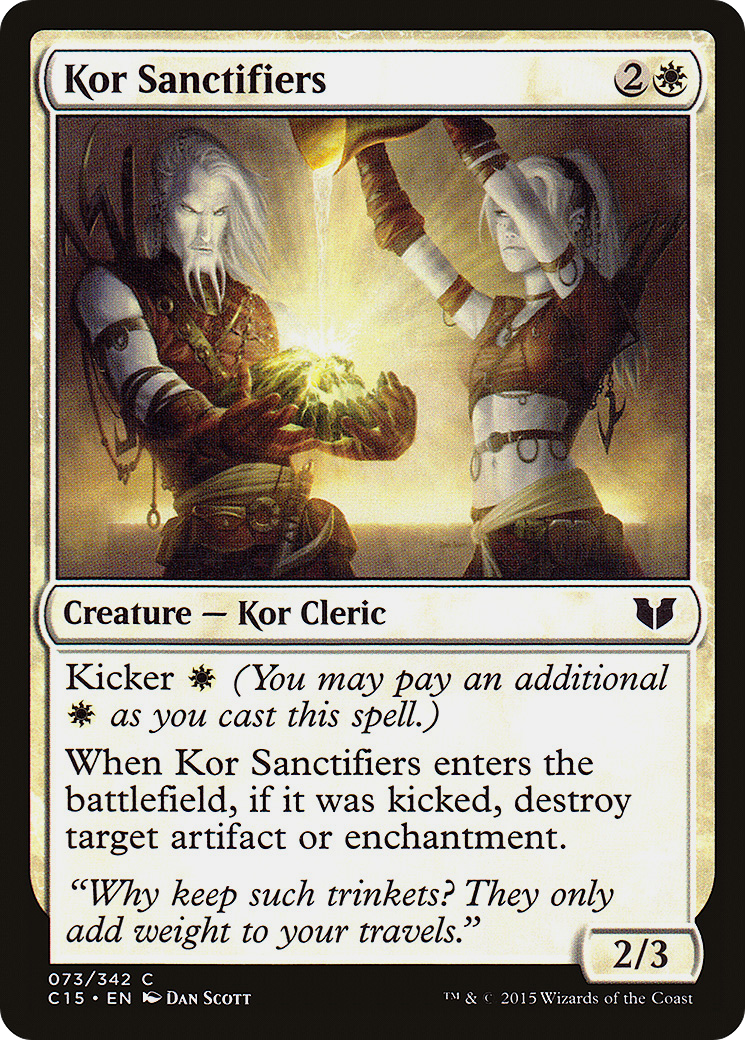 Kor Sanctifiers 2
Creature — Kor Cleric
Kicker (You may pay an additional
as you cast this spell.)
When Kor Sanctifiers enters the
battlefield, if it was kicked, destroy
target artifact or enchantment.
“Why keep such trinkets? They only
add weight to your travels.”
2/3
073/342 C
C15 • EN Dan Scott
™ & © 2015 Wizards of the Coast